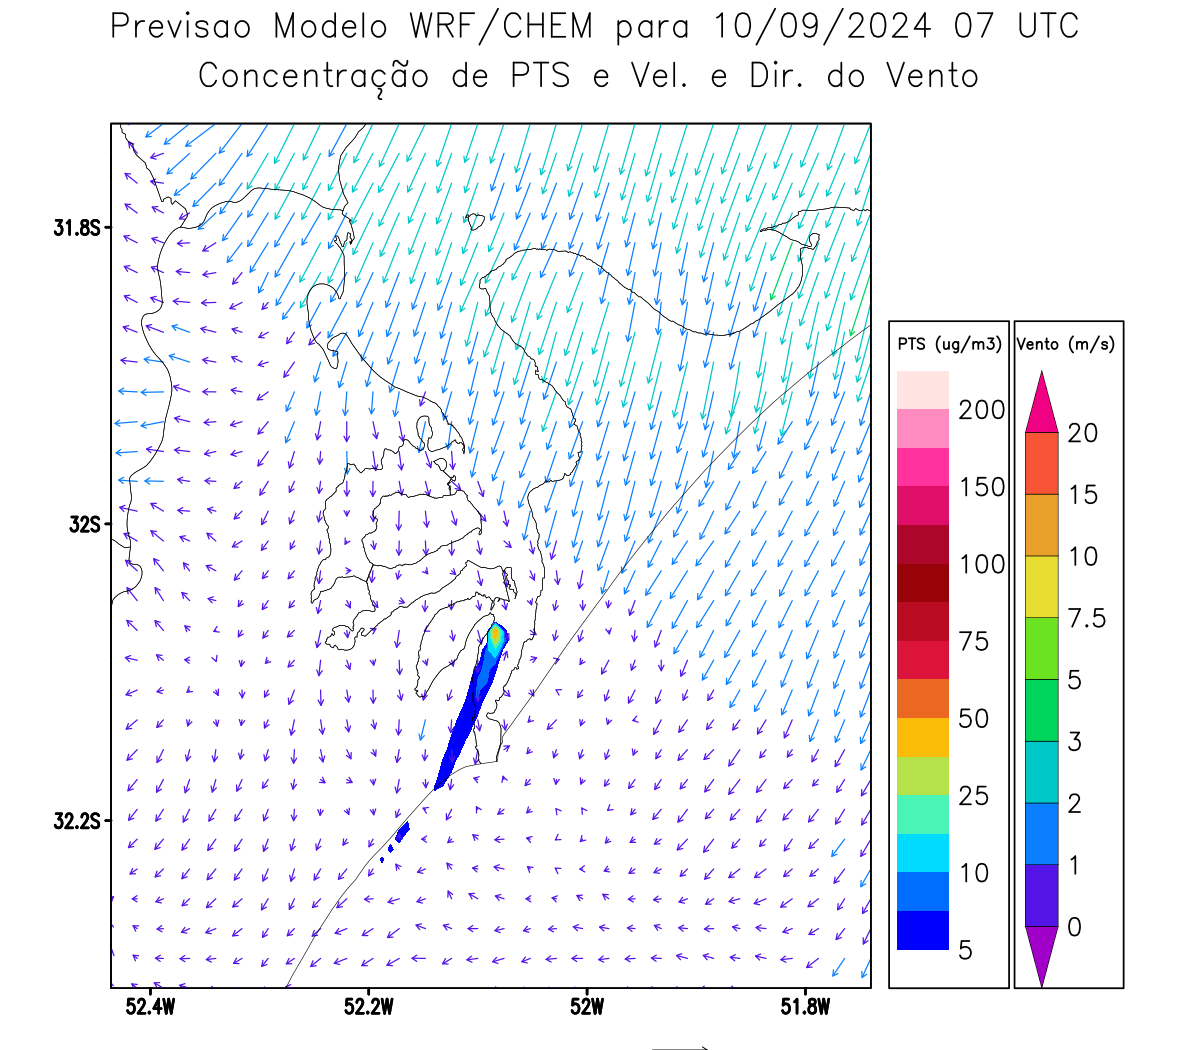 Previsao Modelo WRF/CHEM para 10/09/2024 07 UTC
Concentração de PTS e Vel. e Dir. do Vento
31.8S
32S
32.2S
52.4W
52.2W
52W
51.8W
PTS (ug/m3)
200
150
100
75
50
25
10
5
Vento (m/s)
20
15
10
7.5
5
3
2
1
0